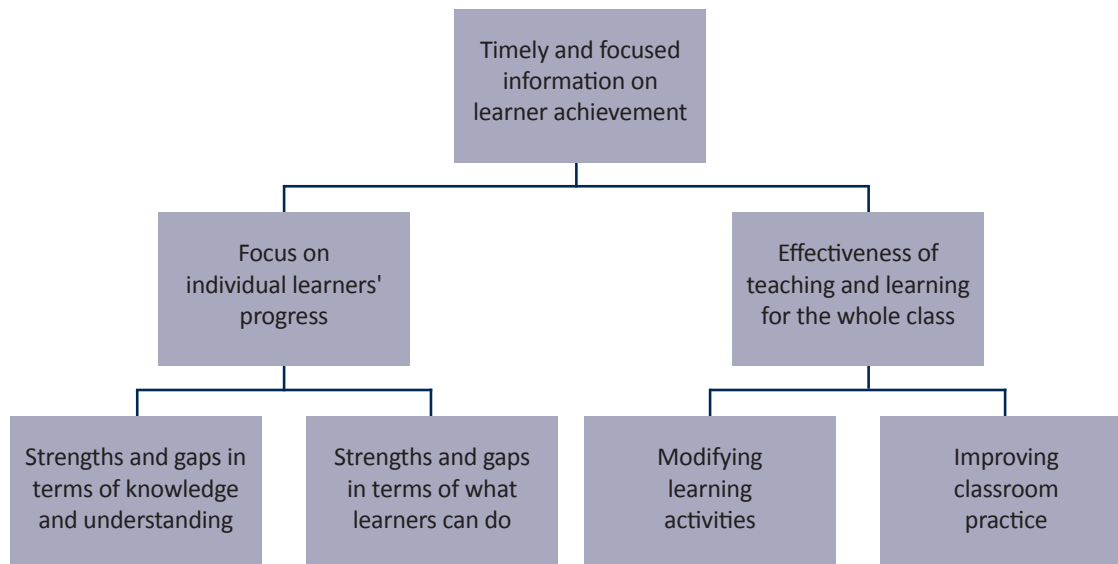 Timely and focused
information on
learner achievement
Focus on
individual learners'
progress
Effectiveness of
teaching and learning
for the whole class
Strengths and gaps in
terms of knowledge
and understanding
Strengths and gaps
in terms of what
learners can do
Modifying
learning
activities
Improving
classroom
practice